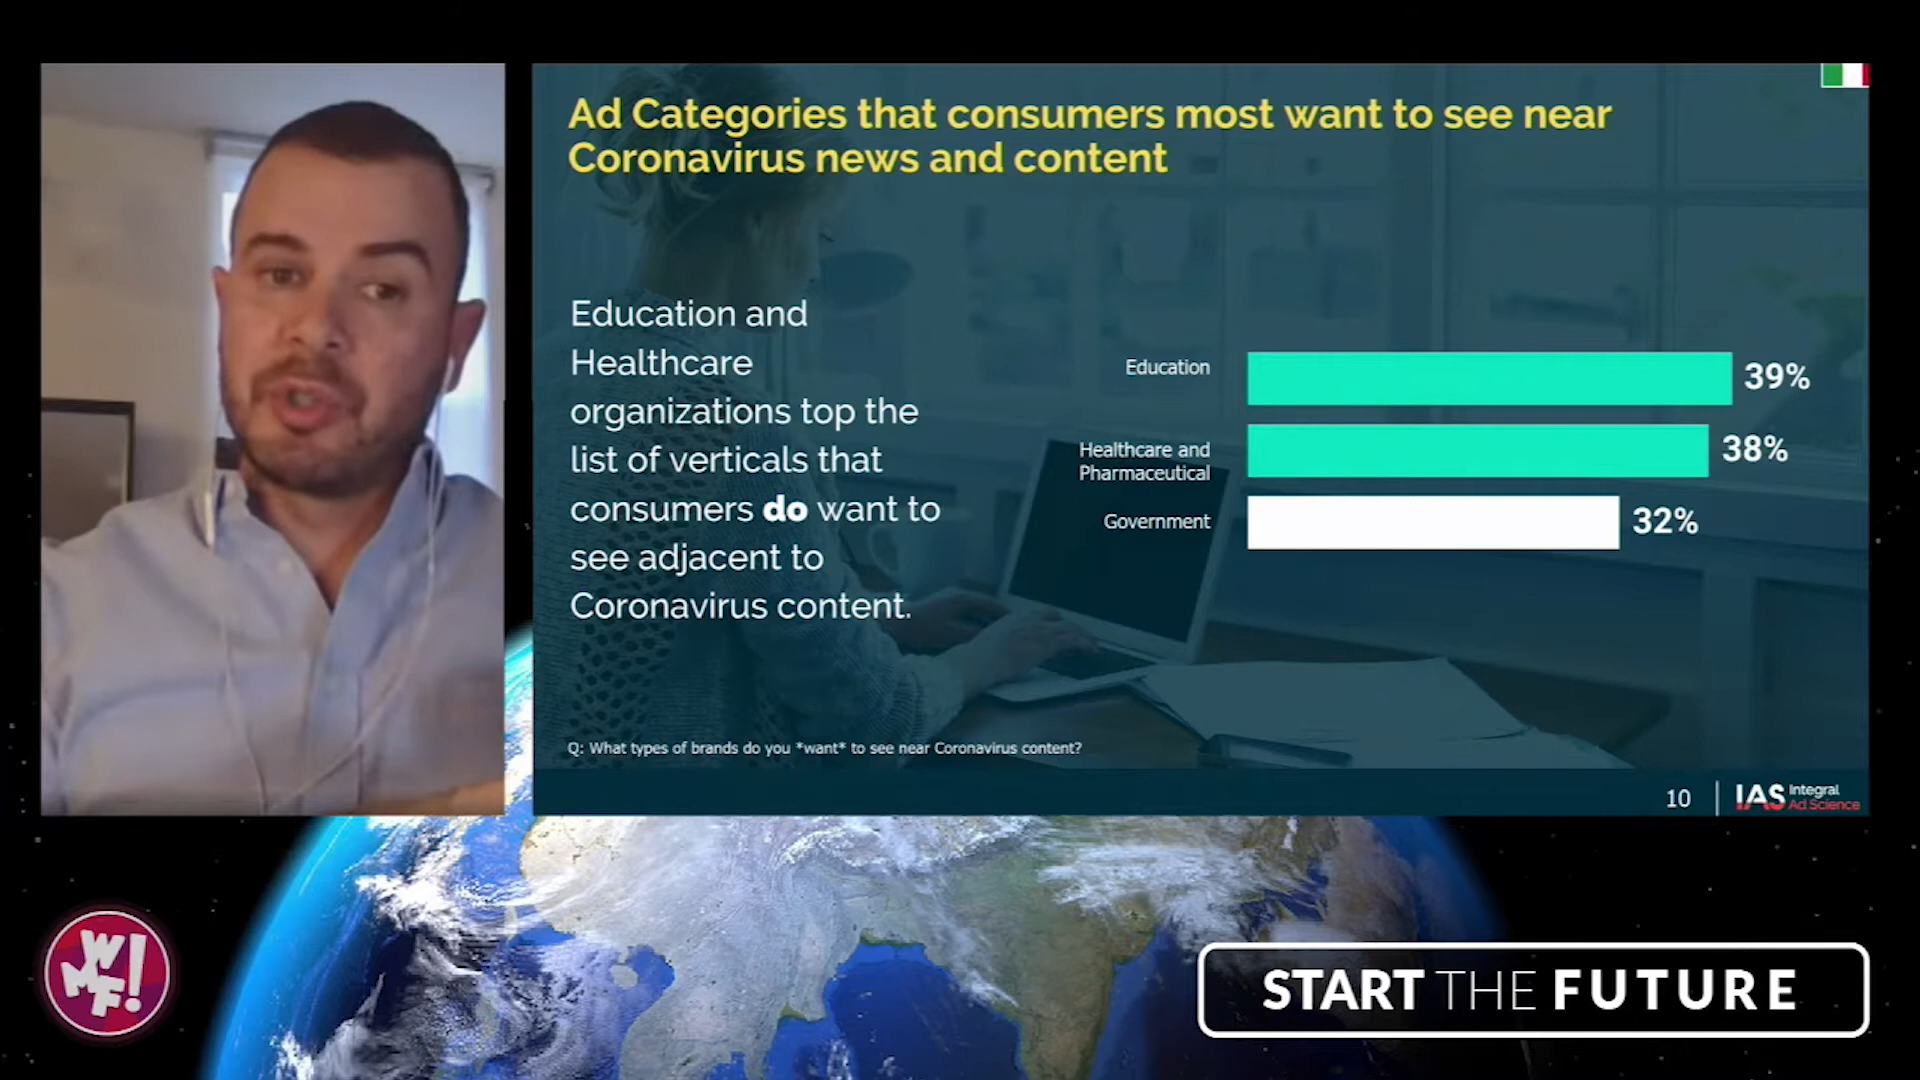 Ad Categories that consumers most want to see near
Coronavirus news and content
Education and
Healthcare
organizations top the
list of verticals that
consumers do want to
see adjacent to
Coronavirus content.
Education
39%
Healthcare and
Pharmaceutical
38%
Government
32%
Q: What types of brands do you *want* to see near Coronavirus content?
10
IAS Integral
Ad Science
WMF!
START THE FUTURE